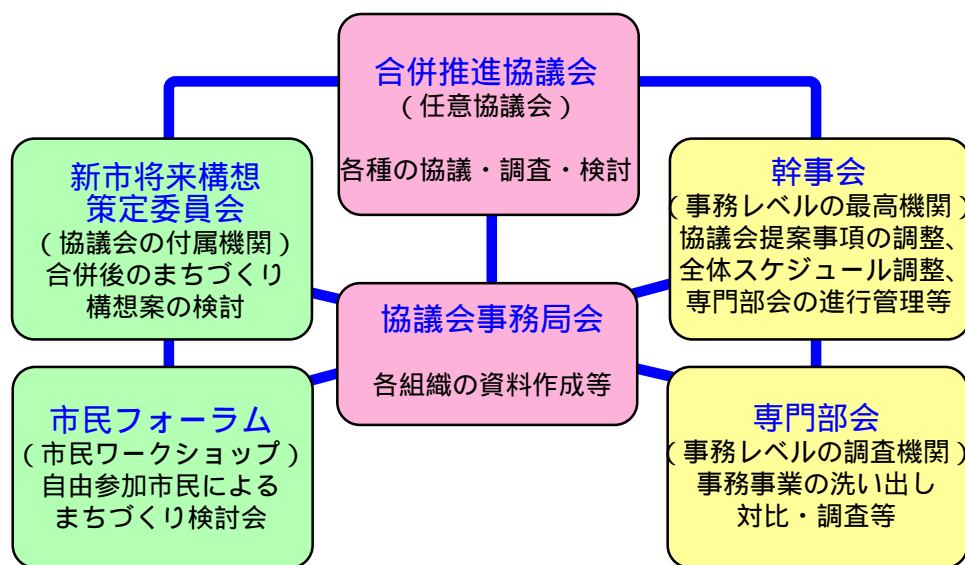 合併推進協議会
（任意協議会）
各種の協議・調査・検討
新市将来構想
策定委員会
（協議会の付属機関）
合併後のまちづくり
構想案の検討
幹事会
（事務レベルの最高機関）
協議会提案事項の調整、
全体スケジュール調整、
専門部会の進行管理等
協議会事務局会
各組織の資料作成等
市民フォーラム
（市民ワークショップ）
自由参加市民による
まちづくり検討会
専門部会
（事務レベルの調査機関）
事務事業の洗い出し
対比・調査等